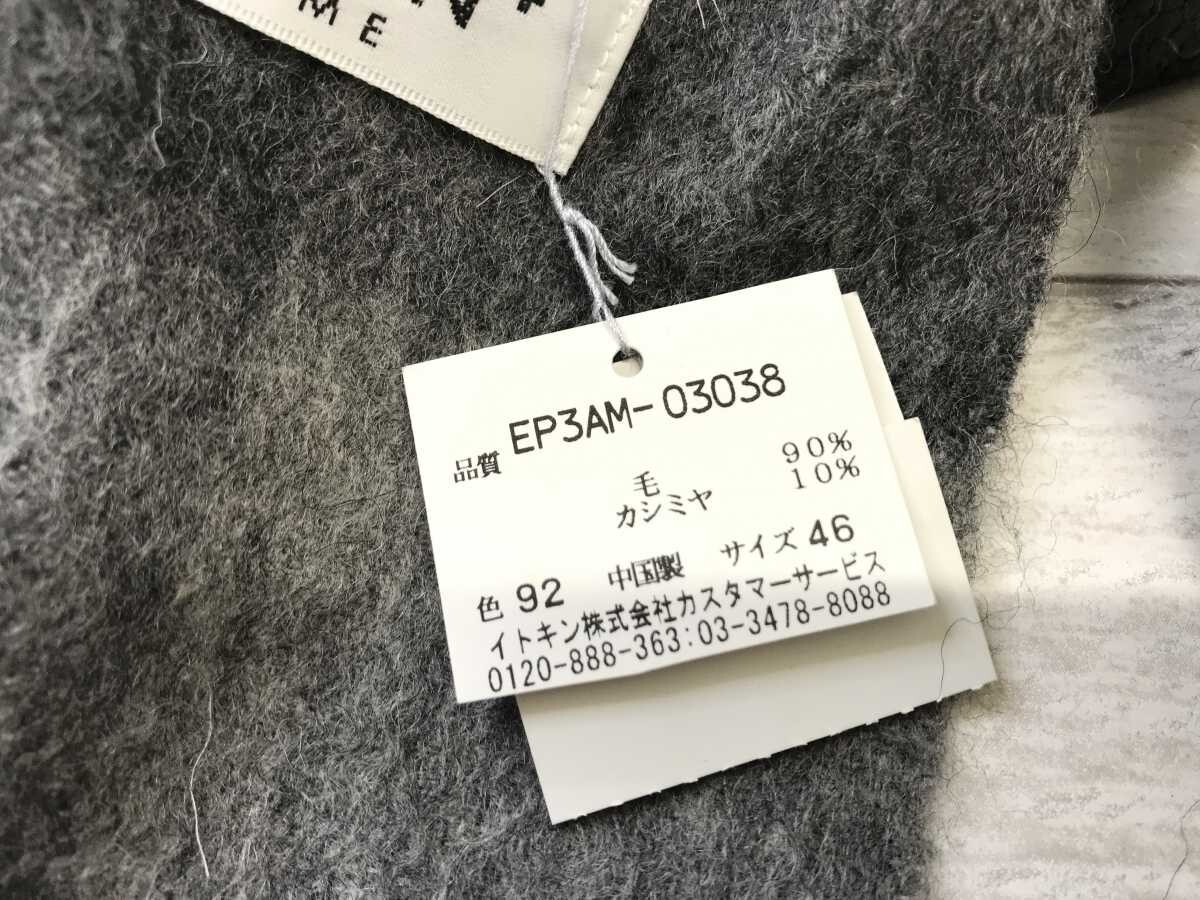 ME
EP3AM-03038
品質
毛 90%
カシミヤ 10%
色 92 中国製 サイズ 46
イトキン株式会社カスタマーサービス
0120-888-363:03-3478-8088